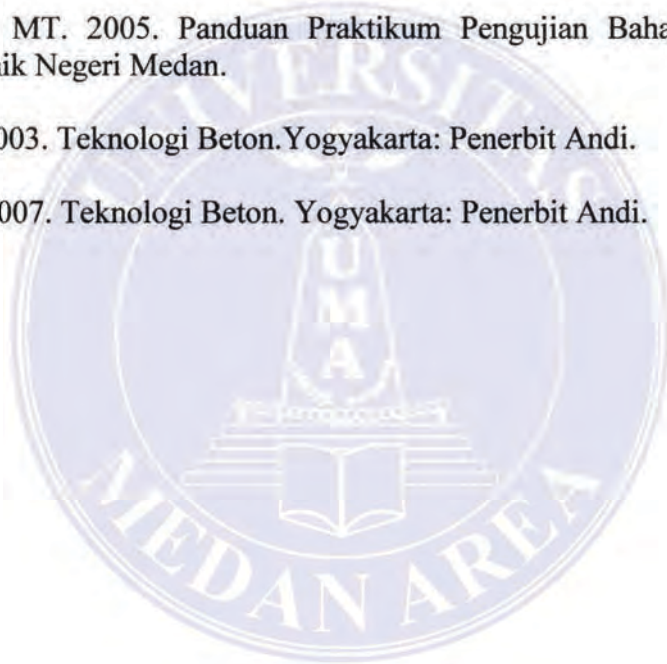 MT. 2005. Panduan Praktikum Pengujian Baha
ik Negeri Medan.
003. Teknologi Beton.Yogyakarta: Penerbit Andi.
007. Teknologi Beton. Yogyakarta: Penerbit Andi.
UNIVERSITAS
UMA
MEDAN AREA